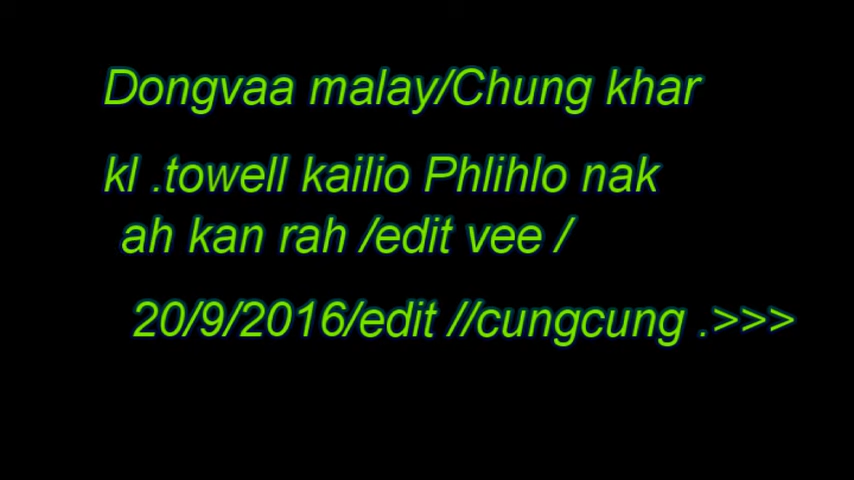 Dongvaa malay/Chung khar
kl .towell kailio Phlihlo nak
ah kan rah /edit vee /
20/9/2016/edit //cungcung .>>>